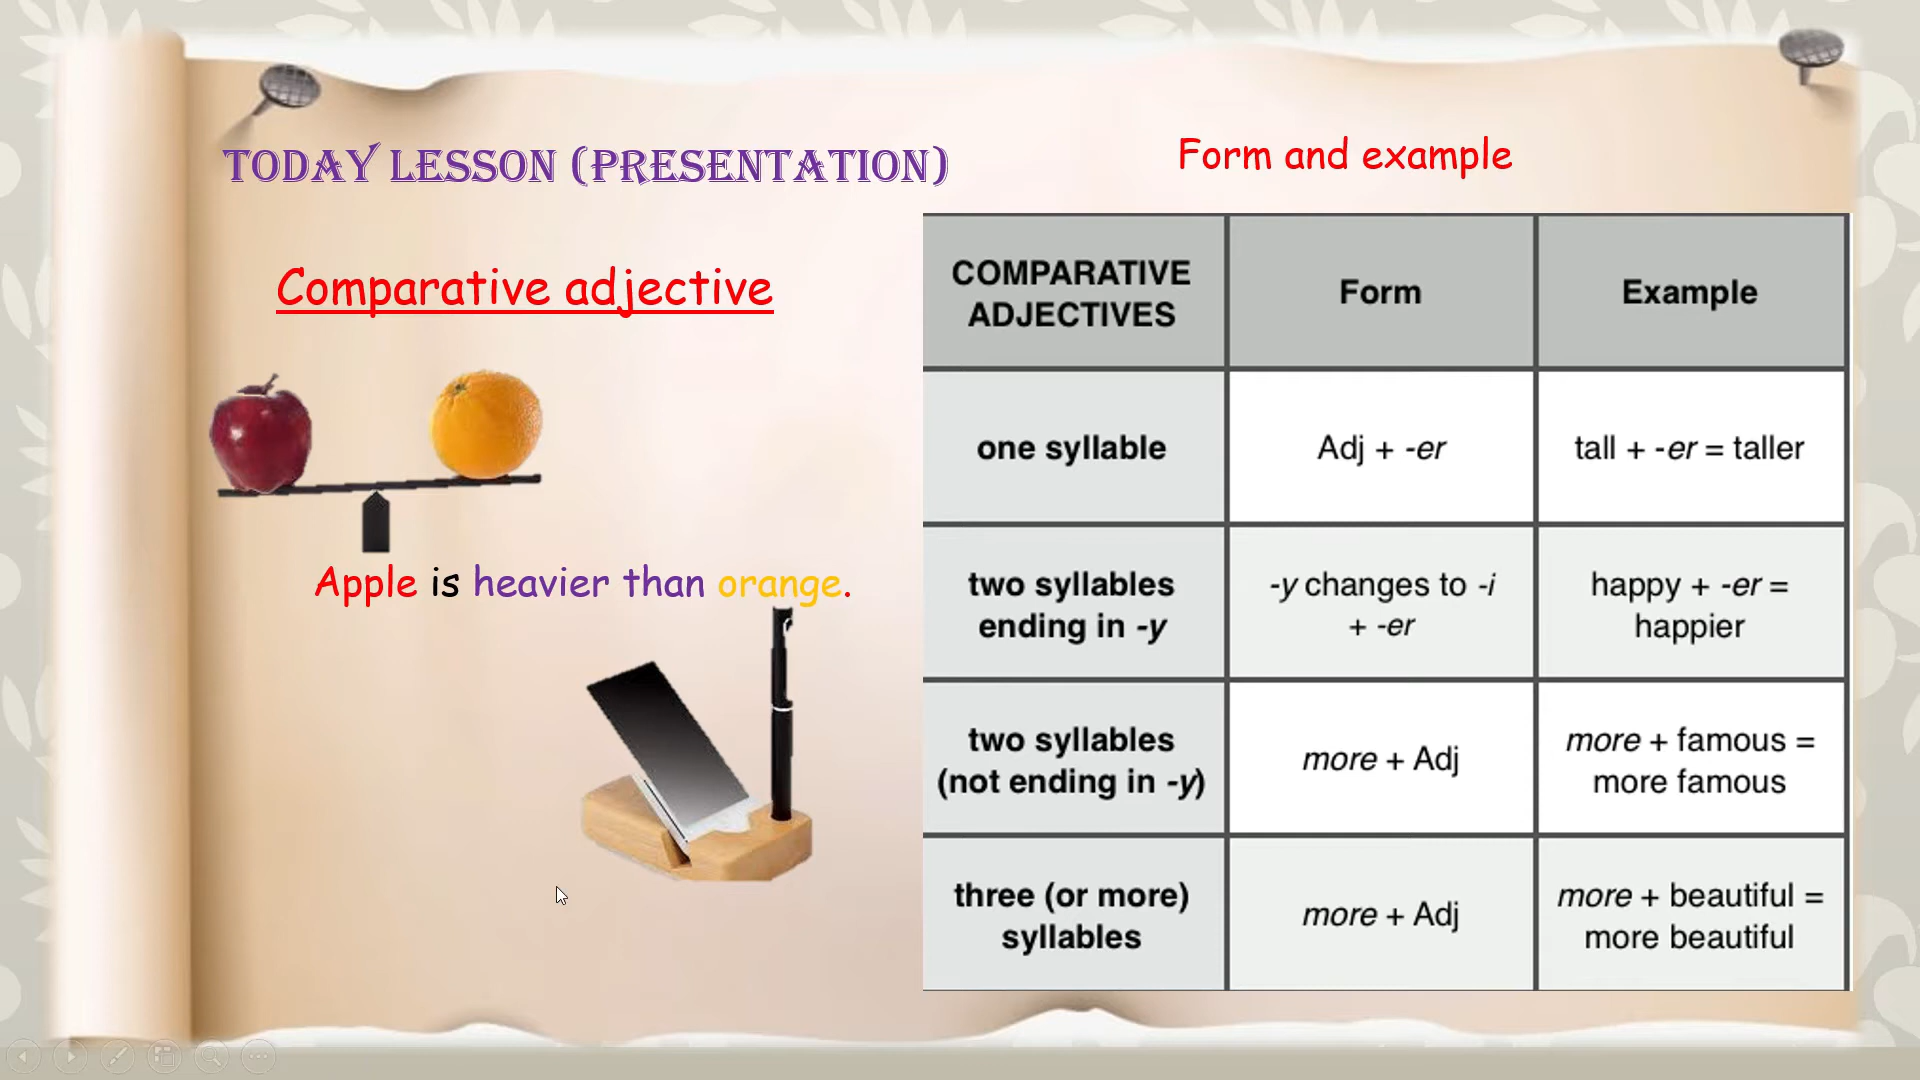 TODAY LESSON (PRESENTATION)
Form and example
Comparative adjective
Apple is heavier than orange.
COMPARATIVE
ADJECTIVES
Form
Example
one syllable
Adj + -er
tall + -er = taller
two syllables
ending in -y
-y changes to -i
+ -er
happy + -er =
happier
two syllables
(not ending in -y)
more + Adj
more + famous =
more famous
three (or more)
syllables
more + Adj
more + beautiful =
more beautiful